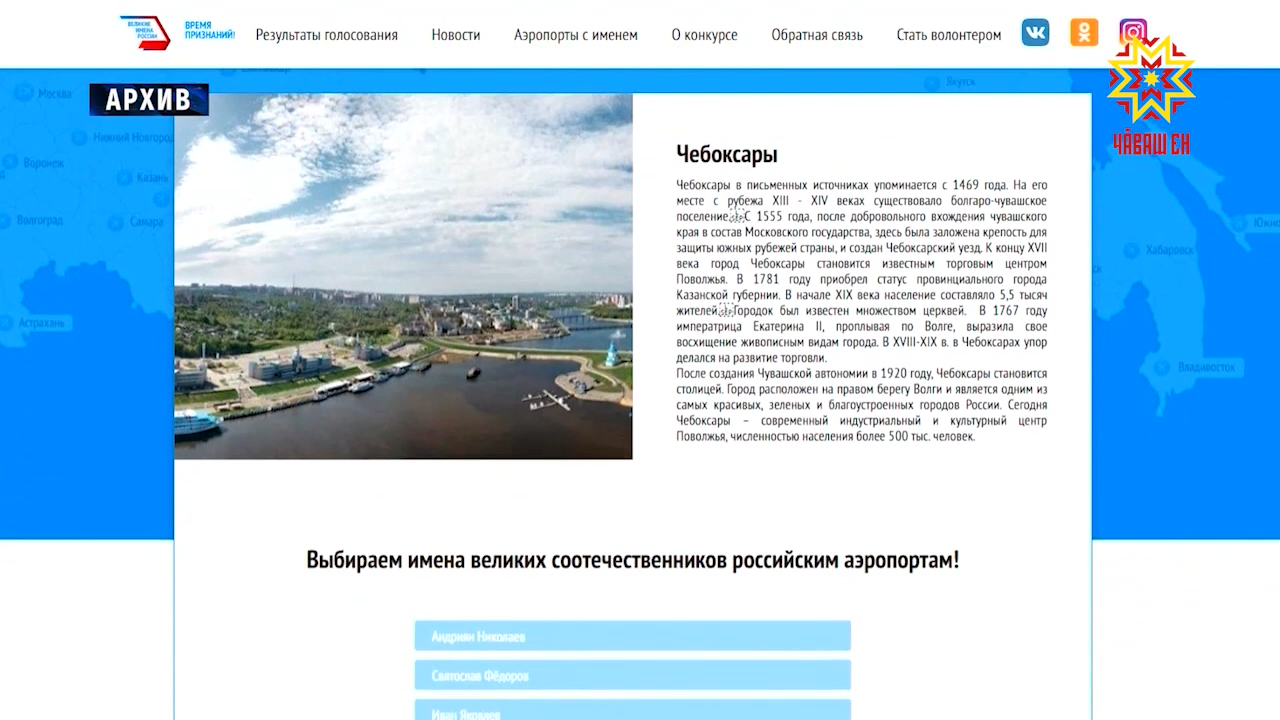 ВЕЛИКИЕ
ИМЕНА
РОССИИ
ВРЕМЯ
ПРИЗНАНИЙ!
Результаты голосования
Новости
Аэропорты с именем
О конкурсе
Обратная связь
Стать волонтером
АРХИВ
ЧӐВАШ ЕН
Москва
Якутск
Нижний Новгород
Воронеж
Казань
Волгоград
Самара
Астрахань
Хабаровск
Владивосток
Чебоксары
Чебоксары в письменных источниках упоминается с 1469 года. На его
месте с рубежа XIII - XIV веках существовало болгаро-чувашское
поселение. С 1555 года, после добровольного вхождения чувашского
края в состав Московского государства, здесь была заложена крепость для
защиты южных рубежей страны, и создан Чебоксарский уезд. К концу XVII
века город Чебоксары становится известным торговым центром
Поволжья. В 1781 году приобрел статус провинциального города
Казанской губернии. В начале XIX века население составляло 5,5 тысяч
жителей. Городок был известен множеством церквей. В 1767 году
императрица Екатерина II, проплывая по Волге, выразила свое
восхищение живописным видам города. В XVIII-XIX в. в Чебоксарах упор
делался на развитие торговли.
После создания Чувашской автономии в 1920 году, Чебоксары становится
столицей. Город расположен на правом берегу Волги и является одним из
самых красивых, зеленых и благоустроенных городов России. Сегодня
Чебоксары – современный индустриальный и культурный центр
Поволжья, численностью населения более 500 тыс. человек.
Выбираем имена великих соотечественников российским аэропортам!
Андриян Николаев
Святослав Фёдоров
Иван Яковлев